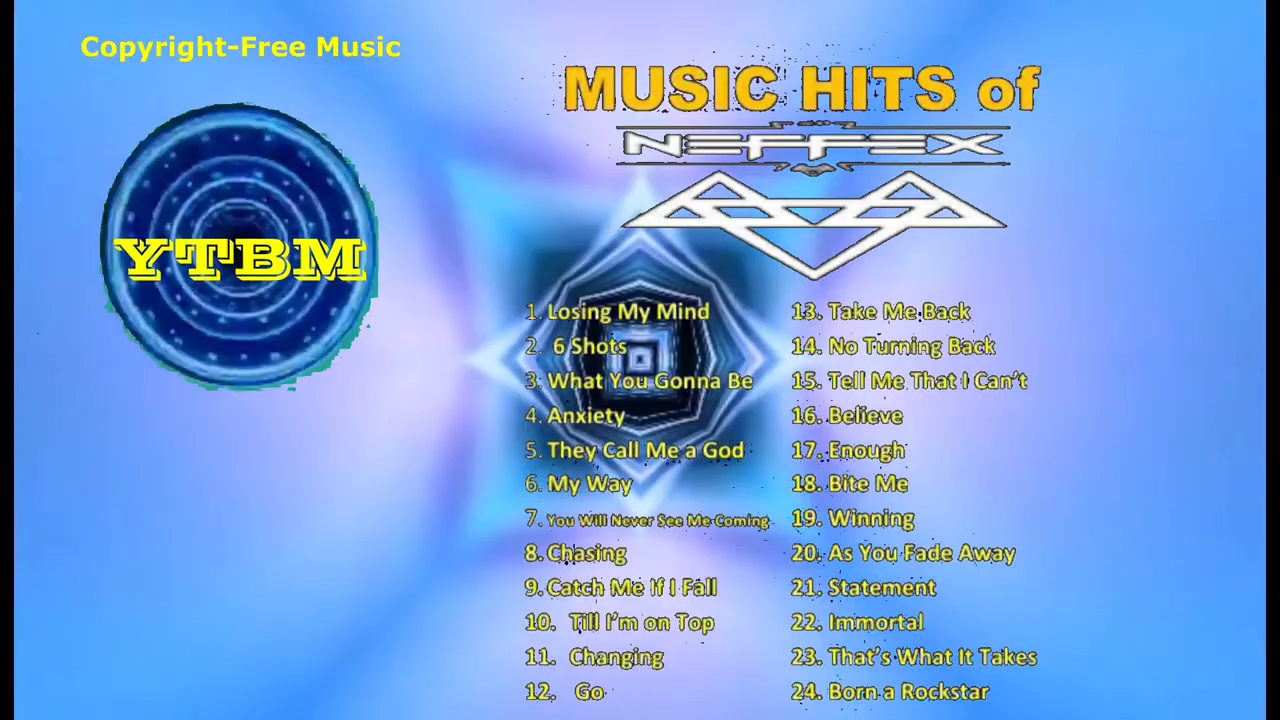 Copyright-Free Music
MUSIC HITS of
NEFFEX
YTBM
1. Losing My Mind
2. 6 Shots
3. What You Gonna Be
4. Anxiety
5. They Call Me a God
6. My Way
7. You Will Never See Me Coming
8. Chasing
9. Catch Me If I Fall
10. Till I'm on Top
11. Changing
12. Go
13. Take Me Back
14. No Turning Back
15. Tell Me That I Can't
16. Believe
17. Enough
18. Bite Me
19. Winning
20. As You Fade Away
21. Statement
22. Immortal
23. That's What It Takes
24. Born a Rockstar